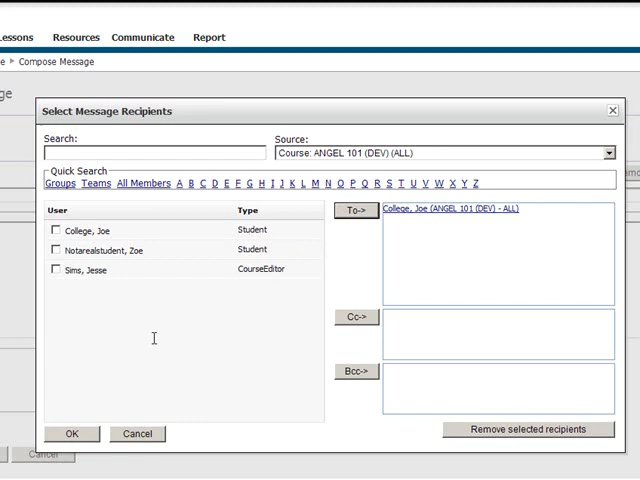 Resources Communicate Report
Compose Message
Select Message Recipients
Search: Source:
Course: ANGEL 101 (DEV) (ALL)
Quick Search
Groups Teams All Members A B C D E F G H I J K L M N O P Q R S T U V W X Y Z
User Type
College, Joe Student
Notarealstudent, Zoe Student
Sims, Jesse CourseEditor
To->
College, Joe (ANGEL 101 (DEV) - ALL)
Cc->
Bcc->
Remove selected recipients
OK Cancel
Cancel